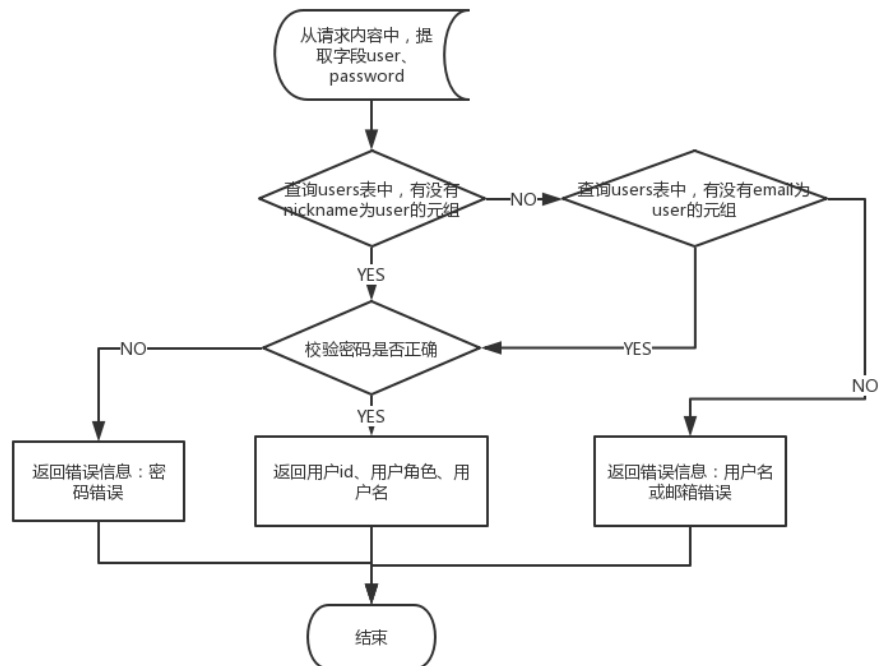 从请求内容中，提
取字段user、
password
查询users表中，有没有
nickname为user的元组
NO
查询users表中，有没有email为
user的元组
YES
校验密码是否正确
NO
YES
NO
YES
返回错误信息：密
码错误
返回用户id、用户角色、用
户名
返回错误信息：用户名
或邮箱错误
结束